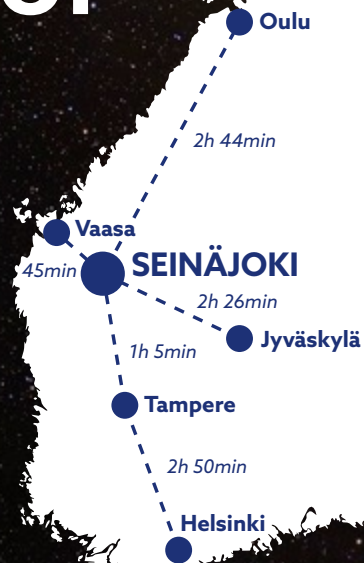 Oulu
2h 44min
Vaasa
45min
SEINÄJOKI
2h 26min
Jyväskylä
1h 5min
Tampere
2h 50min
Helsinki